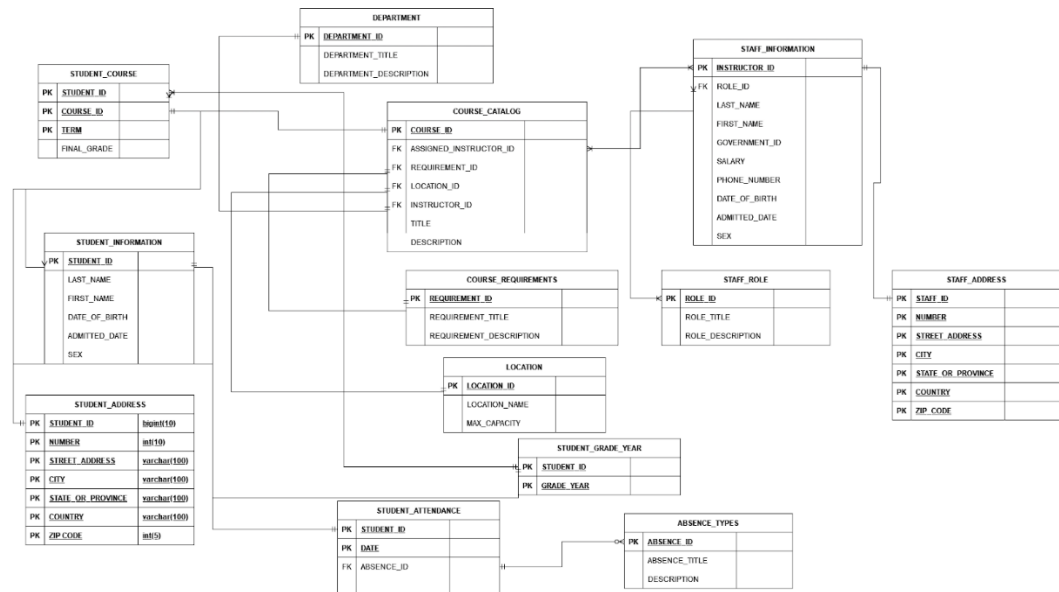 DEPARTMENT
PK DEPARTMENT_ID
DEPARTMENT_TITLE
DEPARTMENT_DESCRIPTION
STUDENT_COURSE
PK STUDENT_ID
PK COURSE_ID
PK TERM
FINAL_GRADE
COURSE_CATALOG
PK COURSE_ID
FK ASSIGNED_INSTRUCTOR_ID
FK REQUIREMENT_ID
FK LOCATION_ID
FK INSTRUCTOR_ID
TITLE
DESCRIPTION
STAFF_INFORMATION
PK INSTRUCTOR_ID
FK ROLE_ID
LAST_NAME
FIRST_NAME
GOVERNMENT_ID
SALARY
PHONE_NUMBER
DATE_OF_BIRTH
ADMITTED_DATE
SEX
STUDENT_INFORMATION
PK STUDENT_ID
LAST_NAME
FIRST_NAME
DATE_OF_BIRTH
ADMITTED_DATE
SEX
COURSE_REQUIREMENTS
PK REQUIREMENT_ID
REQUIREMENT_TITLE
REQUIREMENT_DESCRIPTION
STAFF_ROLE
PK ROLE_ID
ROLE_TITLE
ROLE_DESCRIPTION
STAFF_ADDRESS
PK STAFF_ID
PK NUMBER
PK STREET_ADDRESS
PK CITY
PK STATE_OR_PROVINCE
PK COUNTRY
PK ZIP_CODE
LOCATION
PK LOCATION_ID
LOCATION_NAME
MAX_CAPACITY
STUDENT_ADDRESS
PK STUDENT_ID bigint(10)
PK NUMBER int(10)
PK STREET_ADDRESS varchar(100)
PK CITY varchar(100)
PK STATE_OR_PROVINCE varchar(100)
PK COUNTRY varchar(100)
PK ZIP CODE int(5)
STUDENT_GRADE_YEAR
PK STUDENT_ID
PK GRADE_YEAR
STUDENT_ATTENDANCE
PK STUDENT_ID
PK DATE
FK ABSENCE_ID
ABSENCE_TYPES
PK ABSENCE_ID
ABSENCE_TITLE
DESCRIPTION